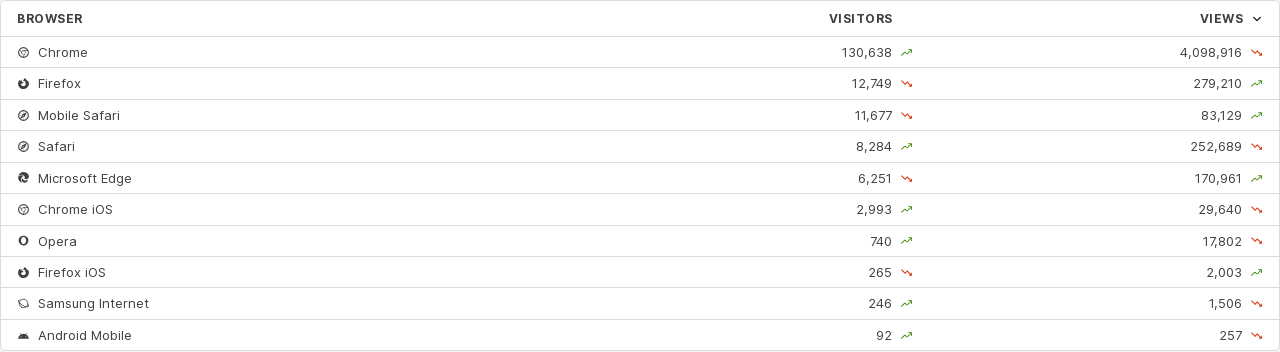 BROWSER VISITORS VIEWS
Chrome 130,638 4,098,916
Firefox 12,749 279,210
Mobile Safari 11,677 83,129
Safari 8,284 252,689
Microsoft Edge 6,251 170,961
Chrome iOS 2,993 29,640
Opera 740 17,802
Firefox iOS 265 2,003
Samsung Internet 246 1,506
Android Mobile 92 257